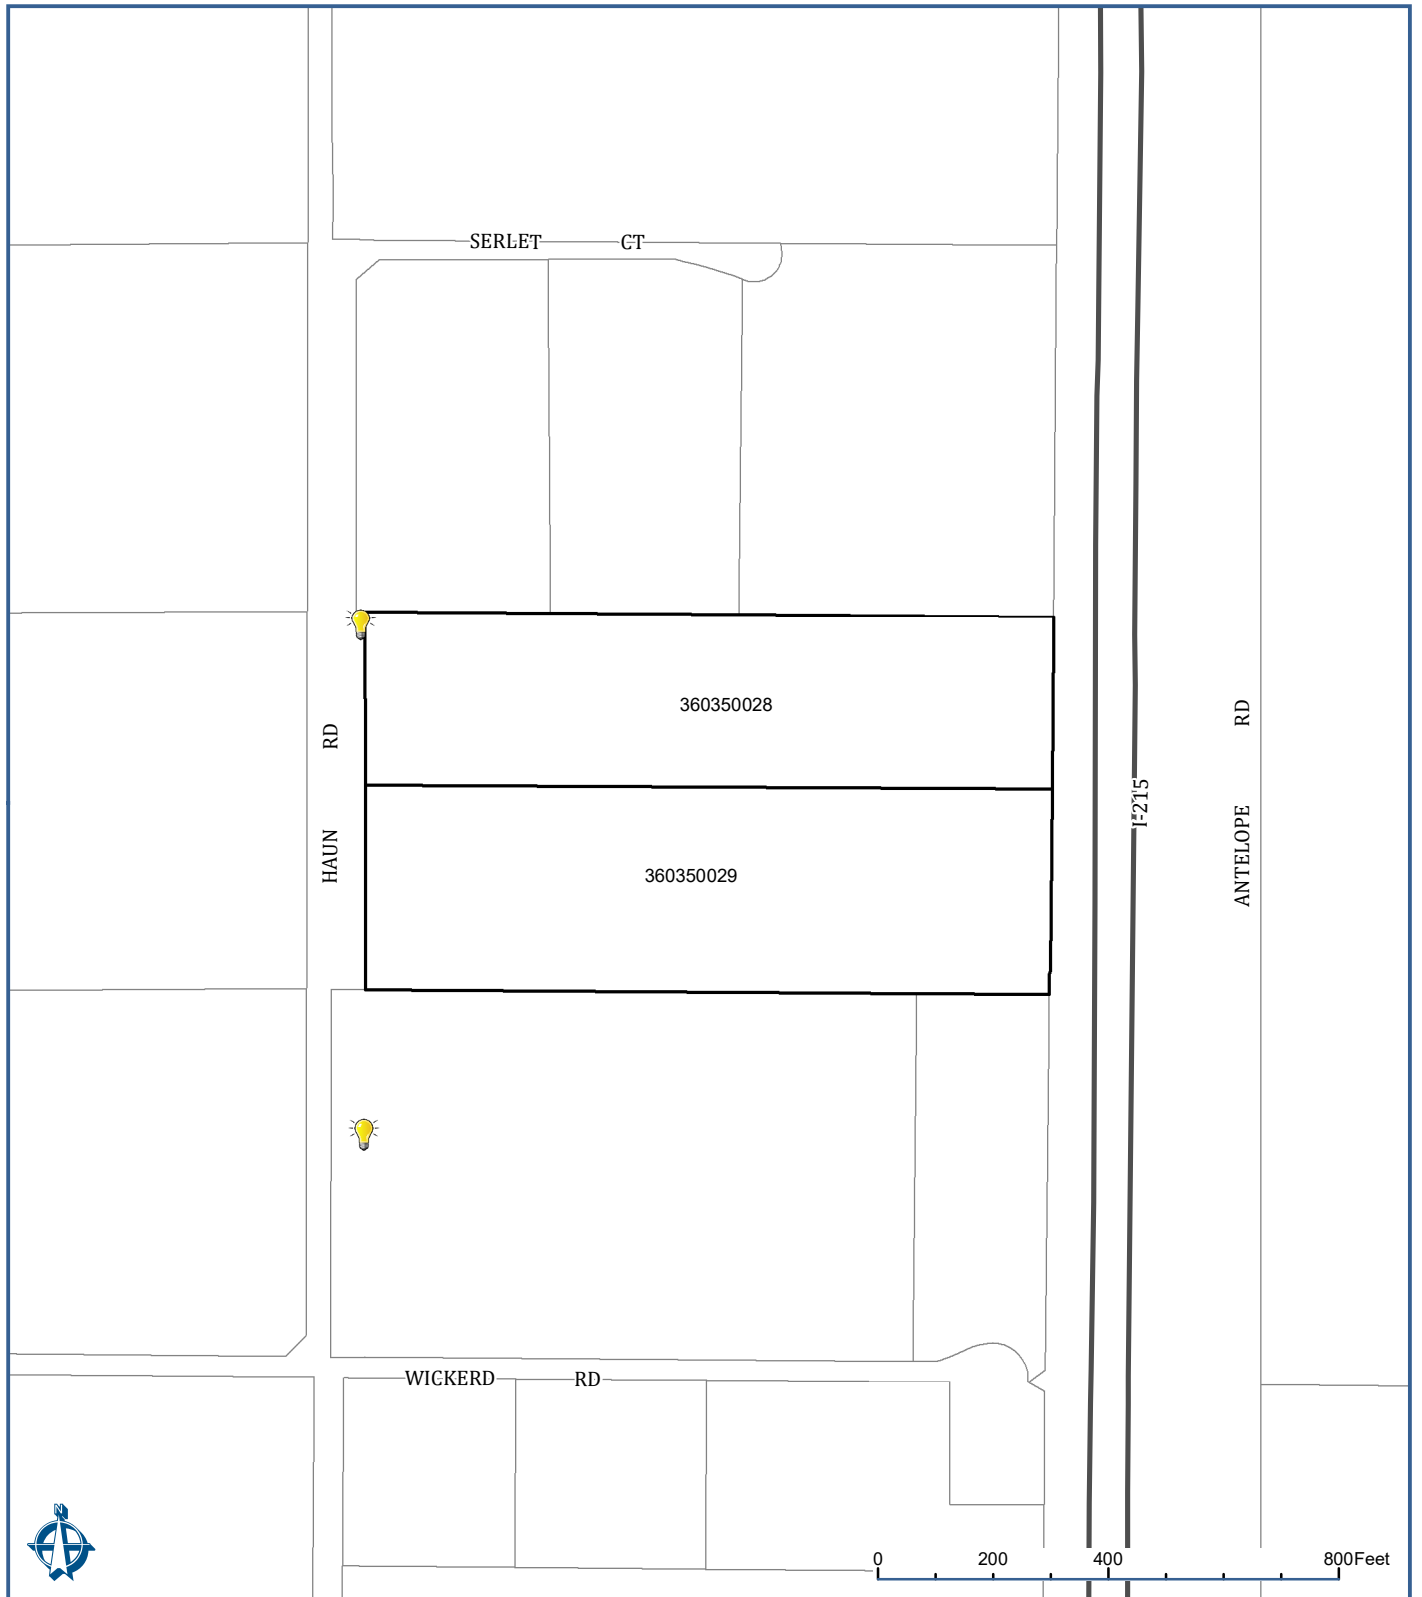 SERLET CT
360350028
HAUN RD
I-215
ANTELOPE RD
360350029
WICKERD RD
N
0 200 400 800Feet